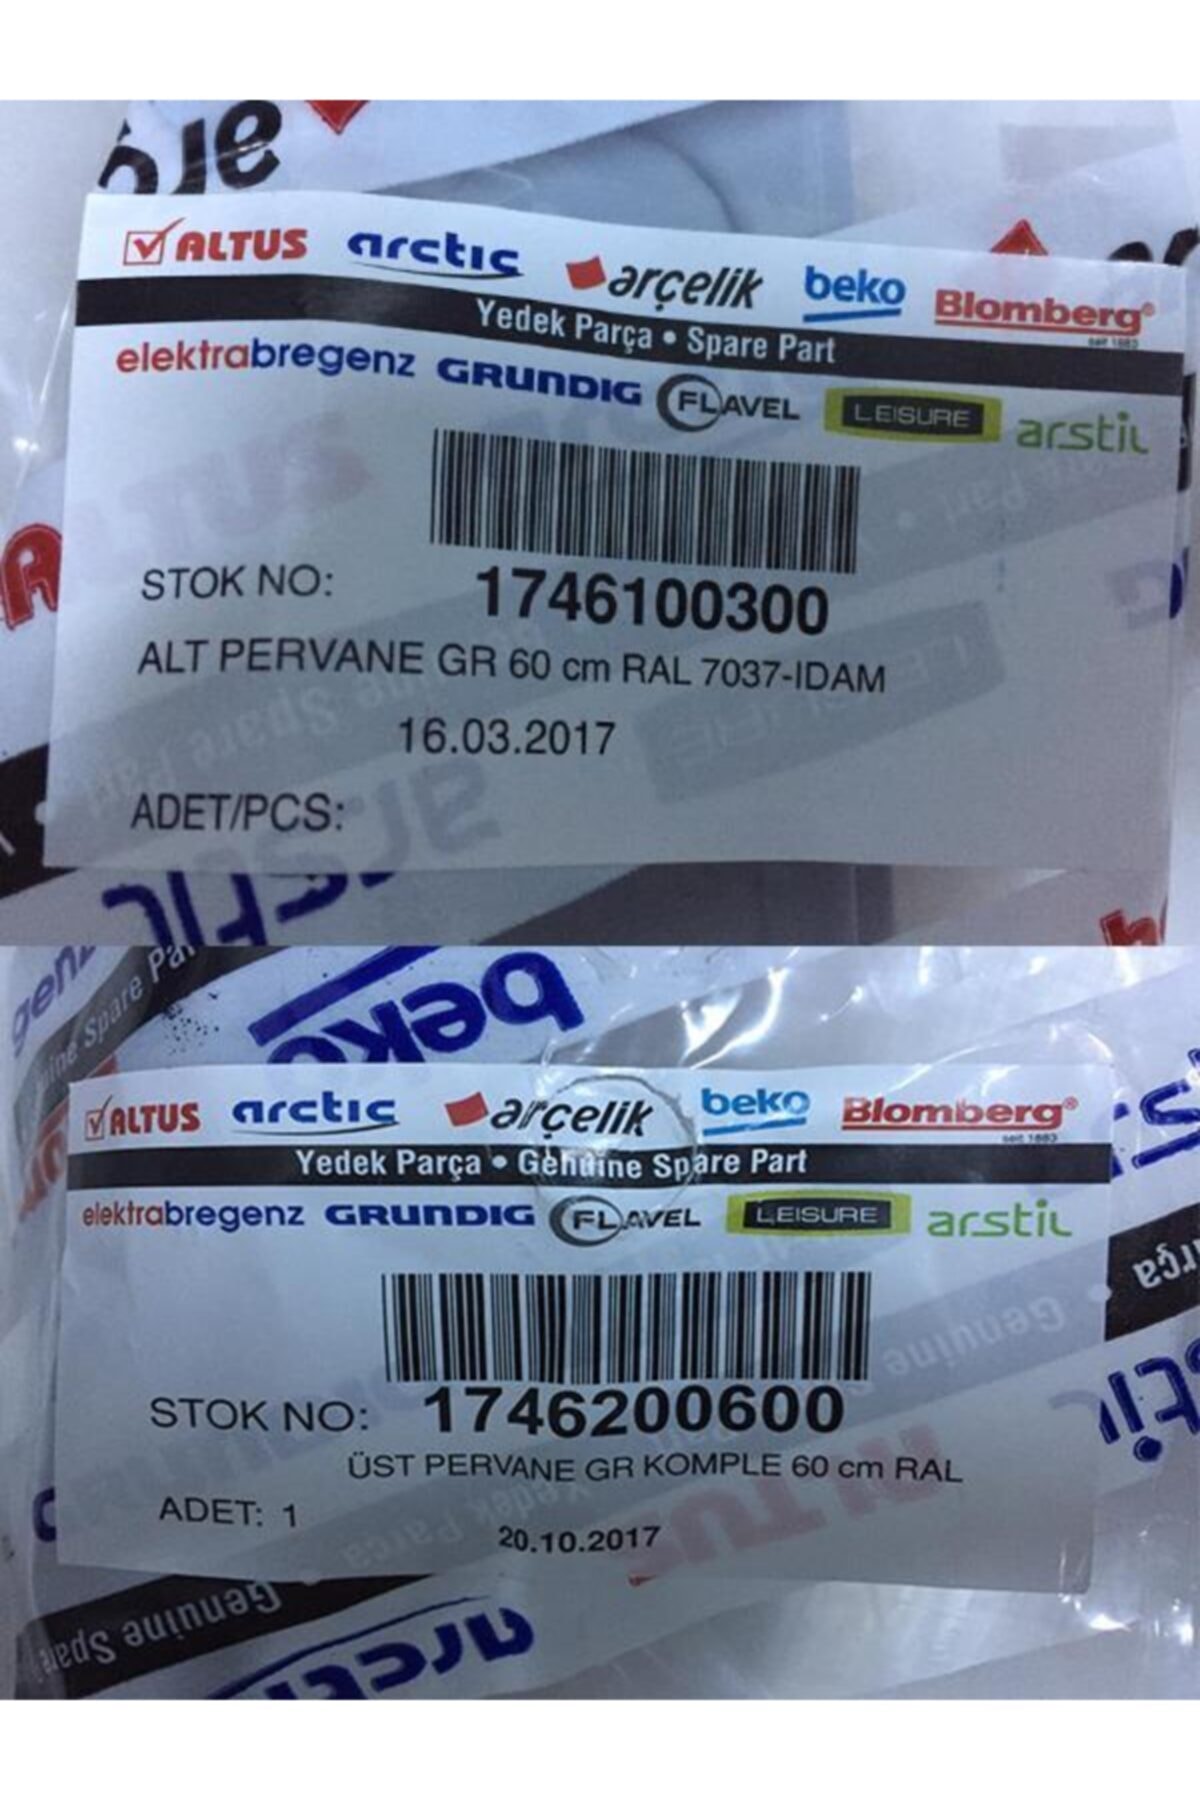 ALTUS arctic arçelik beko Blomberg
Yedek Parça • Spare Part
elektrabregenz GRUNDIG FLAVEL LEISURE arstil
STOK NO: 1746100300
ALT PERVANE GR 60 cm RAL 7037-IDAM
16.03.2017
ADET/PCS:
beko
ALTUS arctic arçelik beko Blomberg
Yedek Parça • Genuine Spare Part
elektrabregenz GRUNDIG FLAVEL LEISURE arstil
STOK NO: 1746200600
ÜST PERVANE GR KOMPLE 60 cm RAL
ADET: 1
20.10.2017